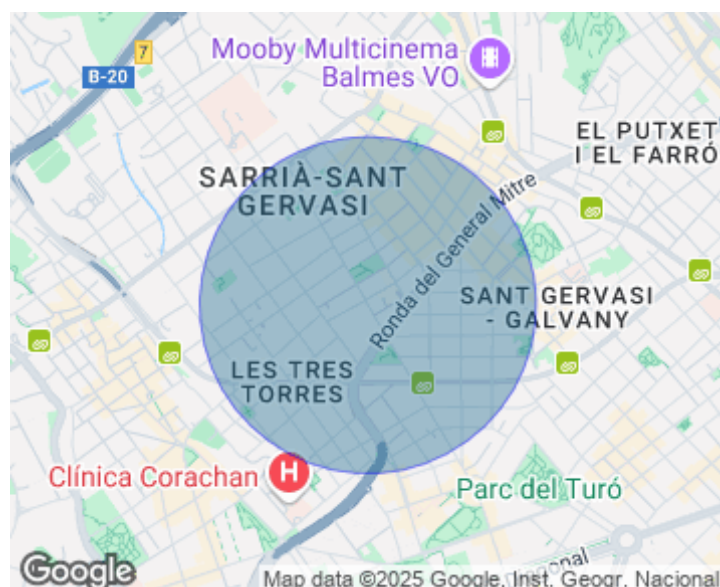 Mooby Multicinema
Balmes VO
7
B-20
EL PUTXET
I EL FARRÓ
SARRIÀ-SANT
GERVASI
Ronda del General Mitre
SANT GERVASI
- GALVANY
LES TRES
TORRES
Clínica Corachan
H
Parc del Turó
Google
Map data ©2025 Google, Inst. Geogr. Nacional